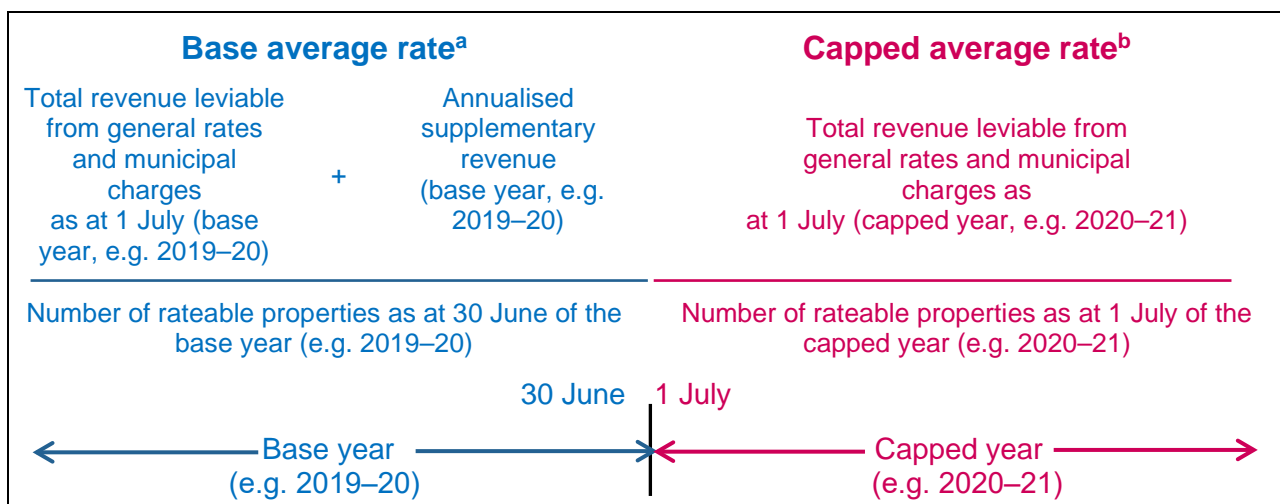 Base average rateᵃ
Total revenue leviable
from general rates
and municipal
charges
as at 1 July (base
year, e.g. 2019–20)
+
Annualised
supplementary
revenue
(base year, e.g.
2019–20)
Number of rateable properties as at 30 June of the
base year (e.g. 2019–20)
Capped average rateᵇ
Total revenue leviable from
general rates and municipal
charges as
at 1 July (capped year, e.g. 2020–21)
Number of rateable properties as at 1 July of the
capped year (e.g. 2020–21)
30 June
1 July
Base year
(e.g. 2019–20)
Capped year
(e.g. 2020–21)